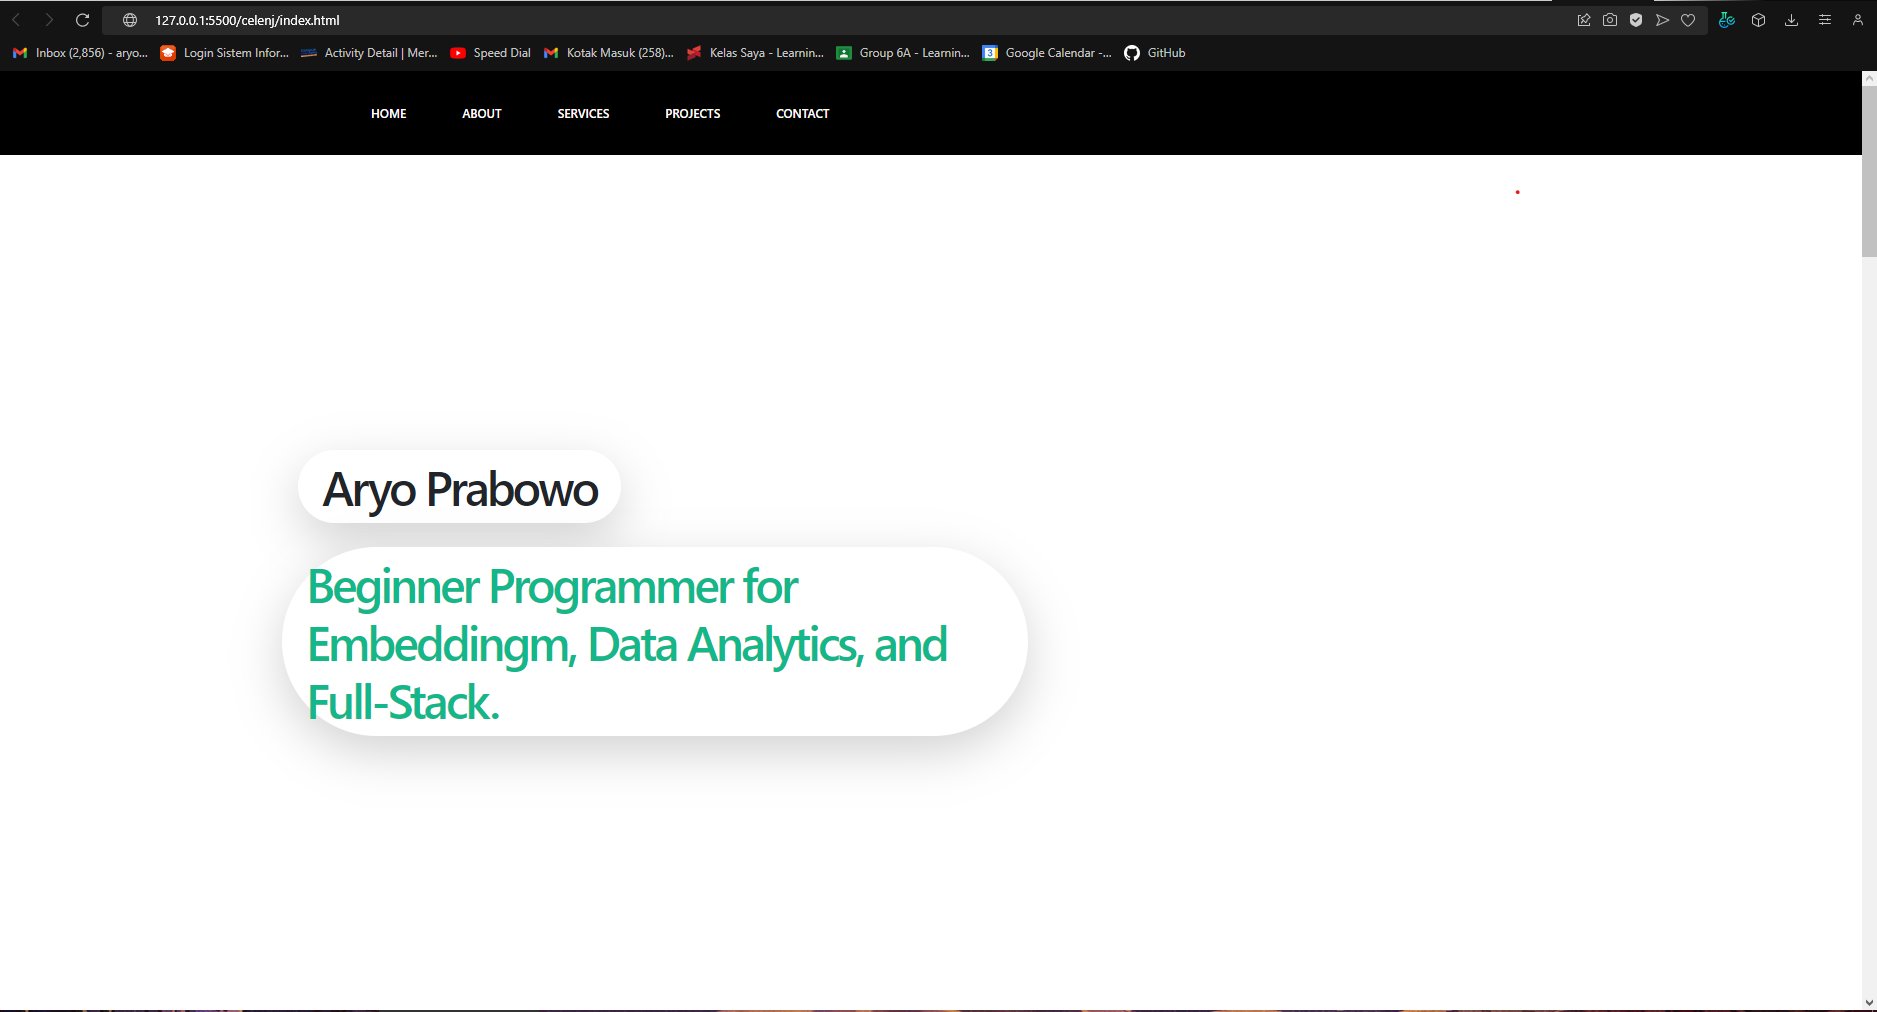 127.0.0.1:5500/celenj/index.html
Inbox (2,856) - aryo... Login Sistem Infor... Activity Detail | Mer... Speed Dial Kotak Masuk (258)... Kelas Saya - Learnin... Group 6A - Learnin... 3 Google Calendar -... GitHub
HOME ABOUT SERVICES PROJECTS CONTACT
Aryo Prabowo
Beginner Programmer for
Embeddingm, Data Analytics, and
Full-Stack.